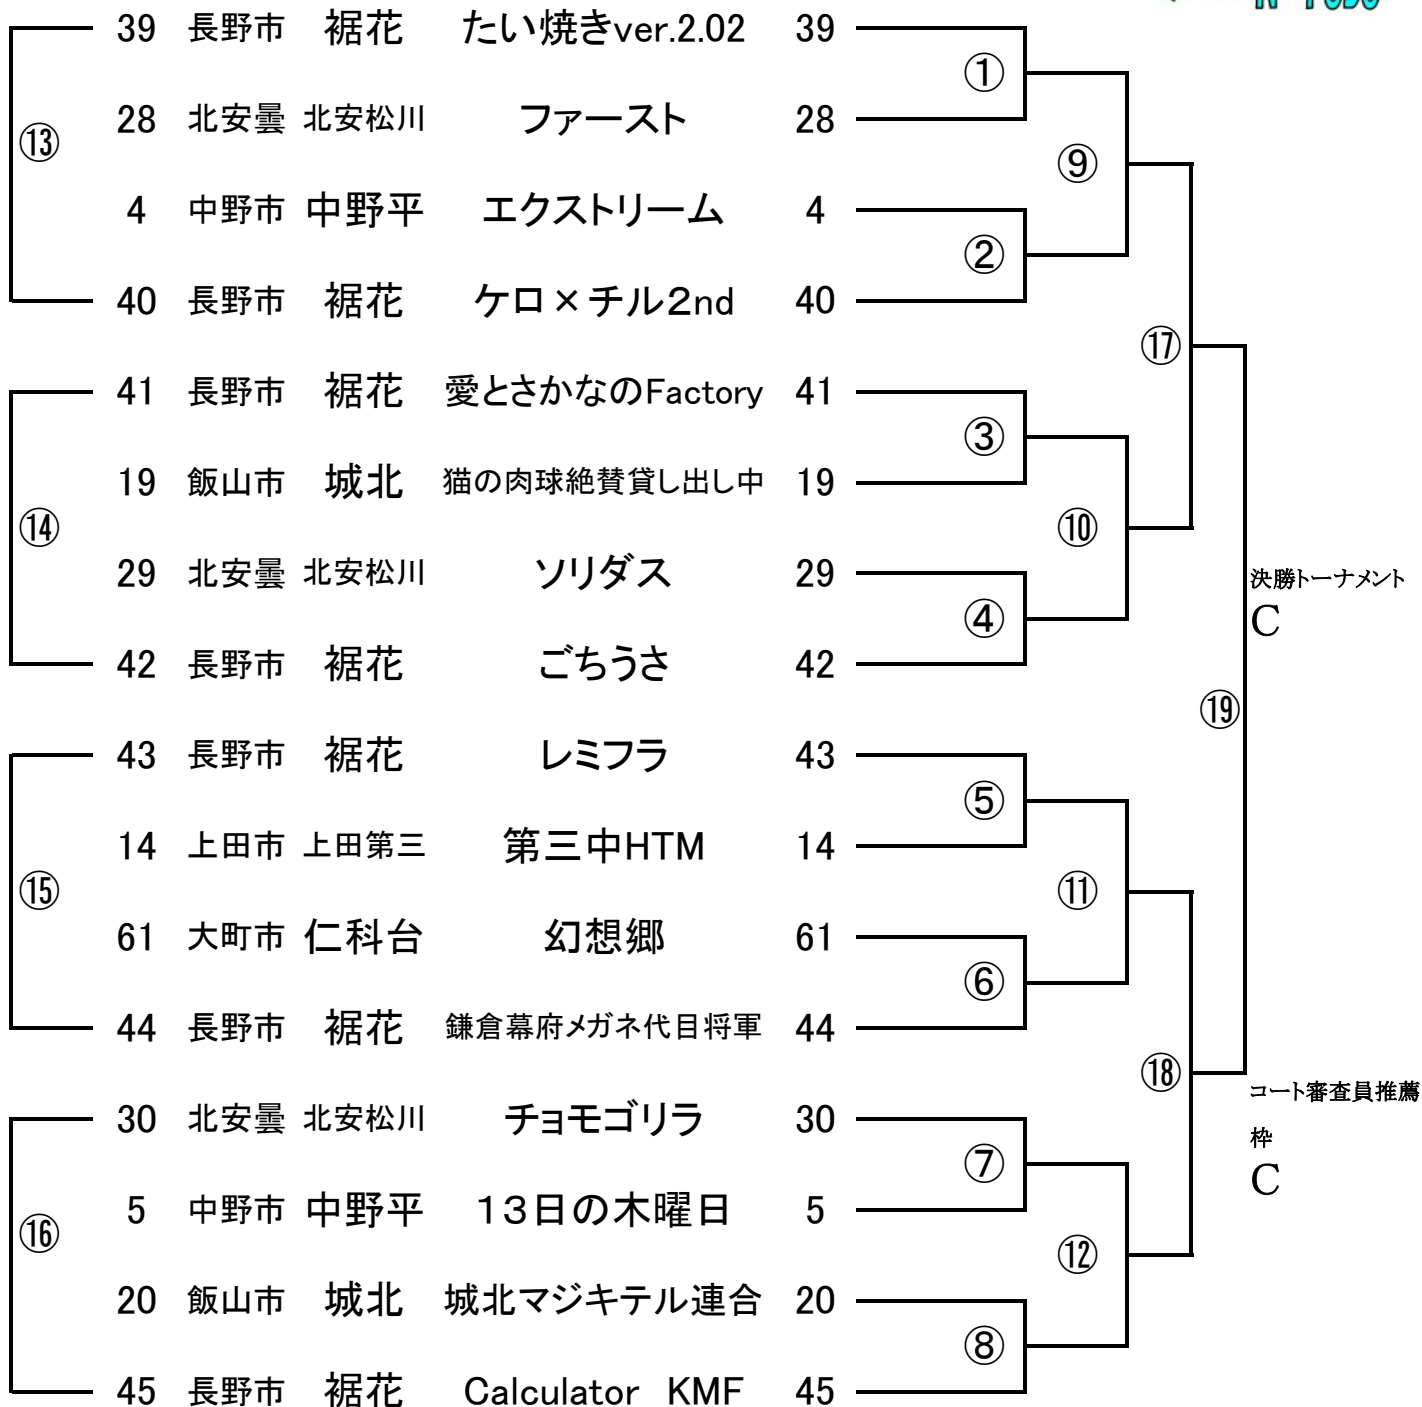 39 長野市 裾花 たい焼きver.2.02 39
①
28 北安曇 北安松川 ファースト 28
⑬
⑨
4 中野市 中野平 エクストリーム 4
②
40 長野市 裾花 ケロ×チル2nd 40
⑰
41 長野市 裾花 愛とさかなのFactory 41
③
19 飯山市 城北 猫の肉球絶賛貸し出し中 19
⑭
⑩
29 北安曇 北安松川 ソリダス 29
決勝トーナメント
C
④
42 長野市 裾花 ごちうさ 42
⑲
43 長野市 裾花 レミフラ 43
⑤
14 上田市 上田第三 第三中HTM 14
⑮
⑪
61 大町市 仁科台 幻想郷 61
⑥
44 長野市 裾花 鎌倉幕府メガネ代目将軍 44
⑱
コート審査員推薦
枠
C
30 北安曇 北安松川 チョモゴリラ 30
⑦
5 中野市 中野平 13日の木曜日 5
⑯
⑫
20 飯山市 城北 城北マジキテル連合 20
⑧
45 長野市 裾花 Calculator KMF 45